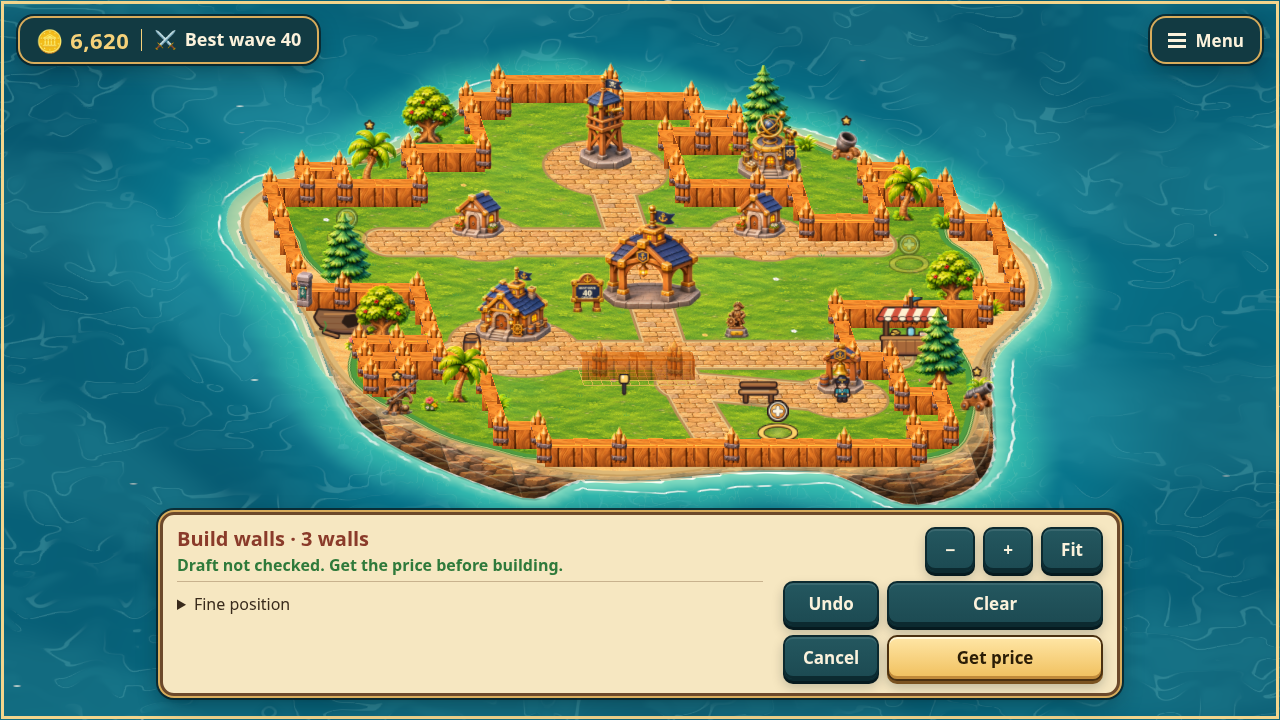 6,620
Best wave 40
Menu
40
Build walls · 3 walls
Draft not checked. Get the price before building.
Fine position
−
+
Fit
Undo
Clear
Cancel
Get price